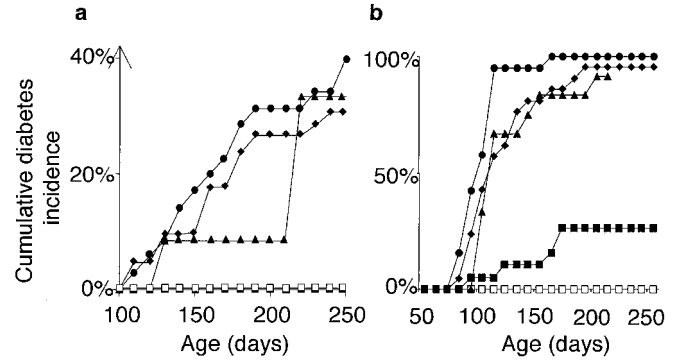 a
b
40%
20%
0%
100 150 200 250
Age (days)
Cumulative diabetes
incidence
100%
50%
0%
50 100 150 200 250
Age (days)